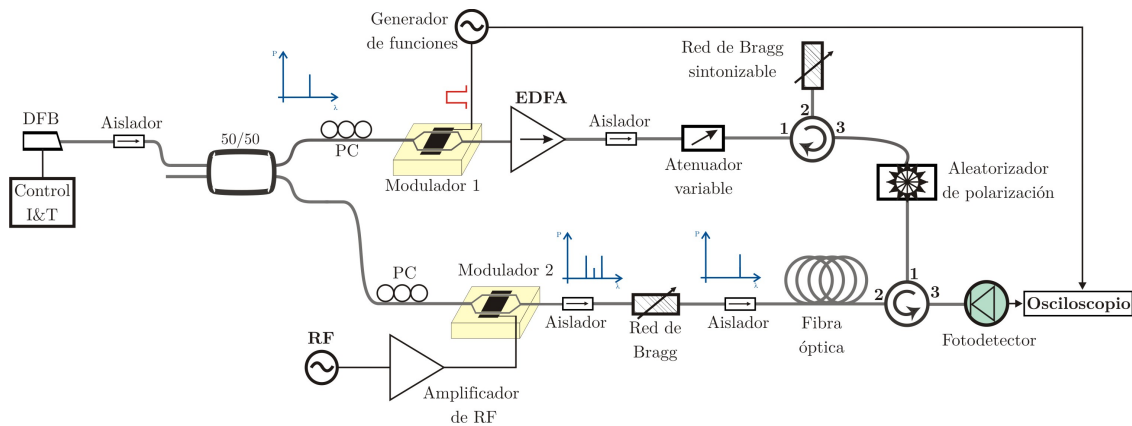 Generador
de funciones
Red de Bragg
sintonizable
P
λ
EDFA
DFB
Aislador
50/50
PC
Aislador
2
1
3
Modulador 1
Atenuador
variable
Control
I&T
Aleatorizador
de polarización
P
λ
P
λ
PC
Modulador 2
1
2
3
Osciloscopio
Aislador
Red de
Bragg
Aislador
Fibra
óptica
Fotodetector
RF
Amplificador
de RF